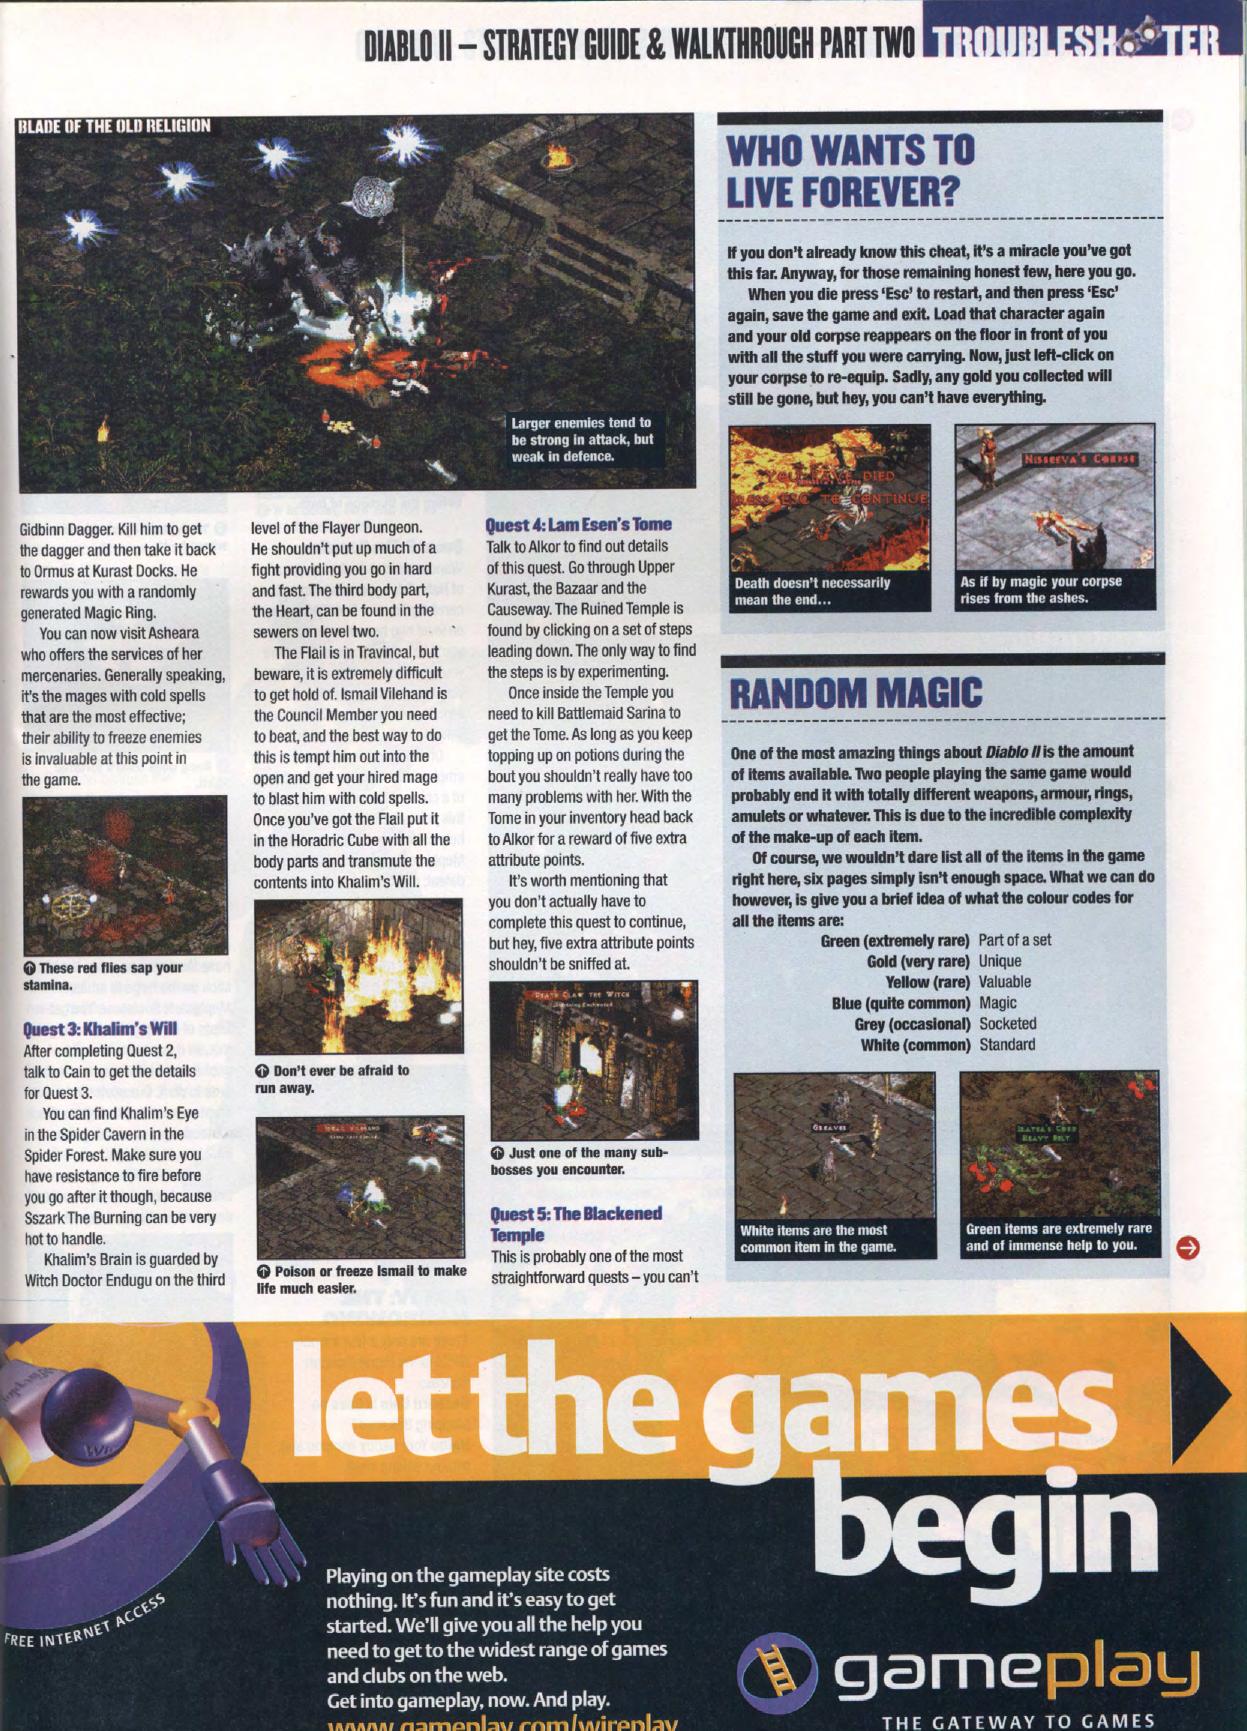 DIABLO II – STRATEGY GUIDE & WALKTHROUGH PART TWO TROUBLESHOOTER
BLADE OF THE OLD RELIGION
Larger enemies tend to
be strong in attack, but
weak in defence.
Gidbinn Dagger. Kill him to get
the dagger and then take it back
to Ormus at Kurast Docks. He
rewards you with a randomly
generated Magic Ring.
You can now visit Asheara
who offers the services of her
mercenaries. Generally speaking,
it's the mages with cold spells
that are the most effective;
their ability to freeze enemies
is invaluable at this point in
the game.
These red flies sap your
stamina.
Quest 3: Khalim's Will
After completing Quest 2,
talk to Cain to get the details
for Quest 3.
You can find Khalim's Eye
in the Spider Cavern in the
Spider Forest. Make sure you
have resistance to fire before
you go after it though, because
Sszark The Burning can be very
hot to handle.
Khalim's Brain is guarded by
Witch Doctor Endugu on the third
level of the Flayer Dungeon.
He shouldn't put up much of a
fight providing you go in hard
and fast. The third body part,
the Heart, can be found in the
sewers on level two.
The Flail is in Travincal, but
beware, it is extremely difficult
to get hold of. Ismail Vilehand is
the Council Member you need
to beat, and the best way to do
this is tempt him out into the
open and get your hired mage
to blast him with cold spells.
Once you've got the Flail put it
in the Horadric Cube with all the
body parts and transmute the
contents into Khalim's Will.
Don't ever be afraid to
run away.
Poison or freeze Ismail to make
life much easier.
Quest 4: Lam Esen's Tome
Talk to Alkor to find out details
of this quest. Go through Upper
Kurast, the Bazaar and the
Causeway. The Ruined Temple is
found by clicking on a set of steps
leading down. The only way to find
the steps is by experimenting.
Once inside the Temple you
need to kill Battlemaid Sarina to
get the Tome. As long as you keep
topping up on potions during the
bout you shouldn't really have too
many problems with her. With the
Tome in your inventory head back
to Alkor for a reward of five extra
attribute points.
It's worth mentioning that
you don't actually have to
complete this quest to continue,
but hey, five extra attribute points
shouldn't be sniffed at.
DEATH CLAW THE WITCH
Just one of the many sub-
bosses you encounter.
Quest 5: The Blackened
Temple
This is probably one of the most
straightforward quests – you can't
WHO WANTS TO
LIVE FOREVER?
If you don't already know this cheat, it's a miracle you've got
this far. Anyway, for those remaining honest few, here you go.
When you die press 'Esc' to restart, and then press 'Esc'
again, save the game and exit. Load that character again
and your old corpse reappears on the floor in front of you
with all the stuff you were carrying. Now, just left-click on
your corpse to re-equip. Sadly, any gold you collected will
still be gone, but hey, you can't have everything.
YOU HAVE DIED
PRESS ESC TO CONTINUE
Death doesn't necessarily
mean the end...
NISSEEVA'S CORPSE
As if by magic your corpse
rises from the ashes.
RANDOM MAGIC
One of the most amazing things about Diablo II is the amount
of items available. Two people playing the same game would
probably end it with totally different weapons, armour, rings,
amulets or whatever. This is due to the incredible complexity
of the make-up of each item.
Of course, we wouldn't dare list all of the items in the game
right here, six pages simply isn't enough space. What we can do
however, is give you a brief idea of what the colour codes for
all the items are:
Green (extremely rare) Part of a set
Gold (very rare) Unique
Yellow (rare) Valuable
Blue (quite common) Magic
Grey (occasional) Socketed
White (common) Standard
GREAVES
White items are the most
common item in the game.
HEAVY BELT
Green items are extremely rare
and of immense help to you.
let the games
begin
FREE INTERNET ACCESS
Playing on the gameplay site costs
nothing. It's fun and it's easy to get
started. We'll give you all the help you
need to get to the widest range of games
and clubs on the web.
Get into gameplay, now. And play.
www.gameplay.com/wireplay
gameplay
THE GATEWAY TO GAMES